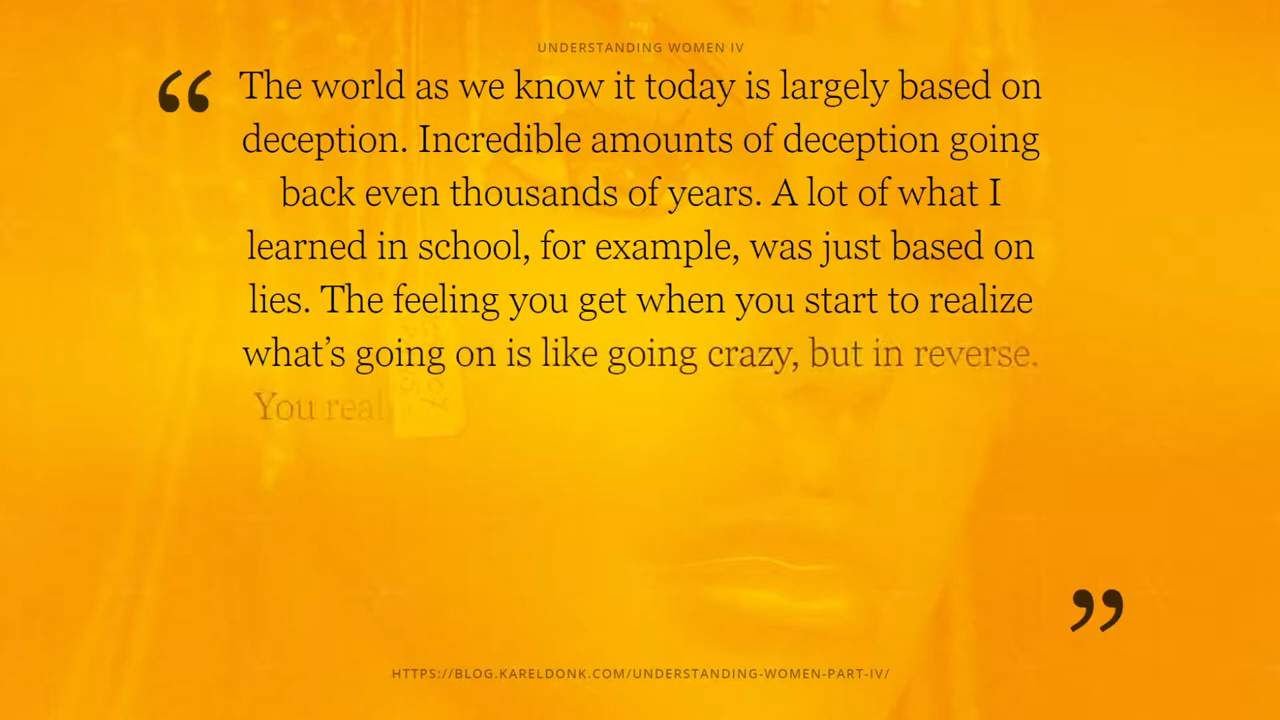 UNDERSTANDING WOMEN IV
“ The world as we know it today is largely based on
deception. Incredible amounts of deception going
back even thousands of years. A lot of what I
learned in school, for example, was just based on
lies. The feeling you get when you start to realize
what’s going on is like going crazy, but in reverse.
You real
”
HTTPS://BLOG.KARELDONK.COM/UNDERSTANDING-WOMEN-PART-IV/